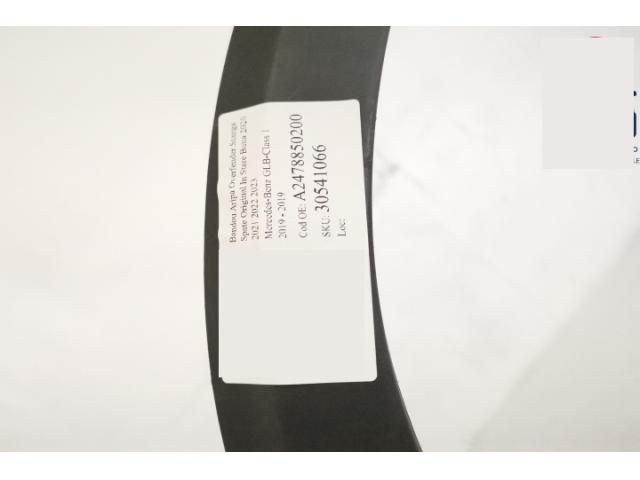 Bandou Aripa Overfender Stanga
Spate Original In Stare Buna 2020
2021 2022 2023
Mercedes-Benz GLB-Class 1
2019 - 2019
Cod OE: A2478850200
SKU: 30541066
Loc: